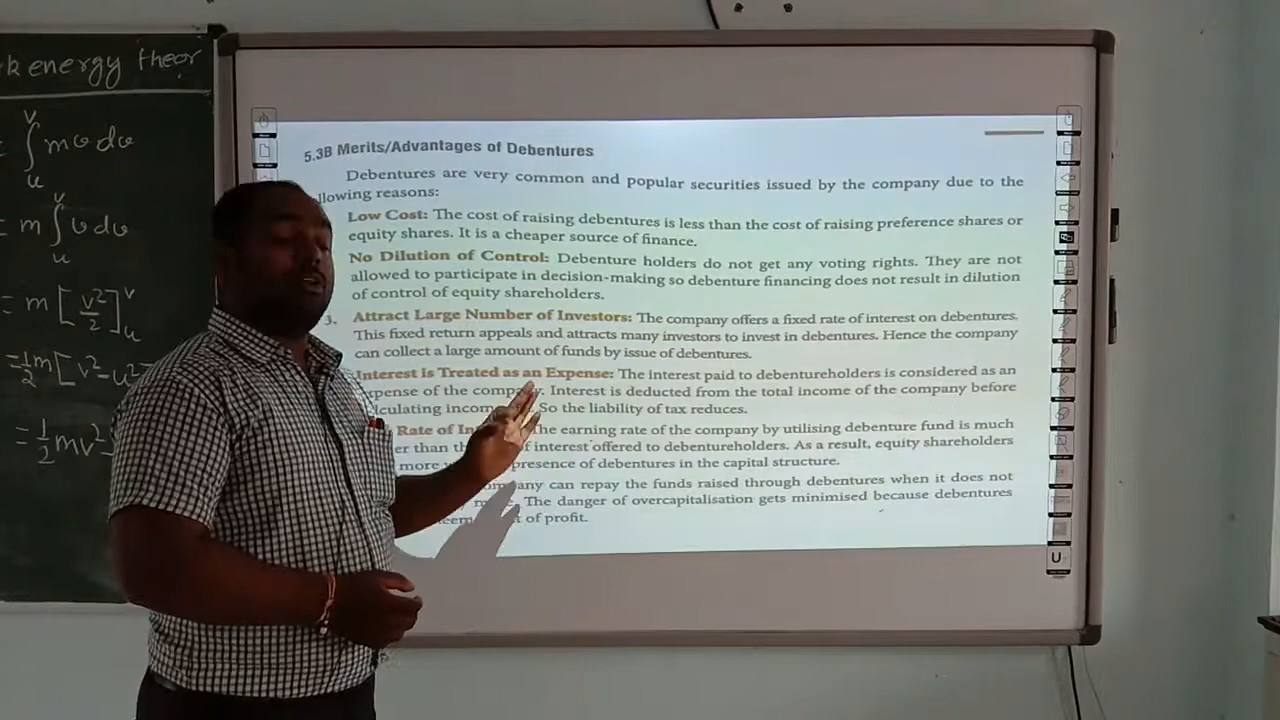 k energy theor
= ∫ mv dv
v
u
= m ∫ v dv
v
u
= m [v²/2]
v
u
= ½m [v² - u²
= ½mv² -
5.3B Merits/Advantages of Debentures
Debentures are very common and popular securities issued by the company due to the
llowing reasons:
Low Cost: The cost of raising debentures is less than the cost of raising preference shares or
equity shares. It is a cheaper source of finance.
No Dilution of Control: Debenture holders do not get any voting rights. They are not
allowed to participate in decision-making so debenture financing does not result in dilution
of control of equity shareholders.
3. Attract Large Number of Investors: The company offers a fixed rate of interest on debentures.
This fixed return appeals and attracts many investors to invest in debentures. Hence the company
can collect a large amount of funds by issue of debentures.
Interest is Treated as an Expense: The interest paid to debentureholders is considered as an
pense of the company. Interest is deducted from the total income of the company before
lculating incom So the liability of tax reduces.
Rate of In The earning rate of the company by utilising debenture fund is much
er than th f interest offered to debentureholders. As a result, equity shareholders
more presence of debentures in the capital structure.
ompany can repay the funds raised through debentures when it does not
The danger of overcapitalisation gets minimised because debentures
eem t of profit.
U